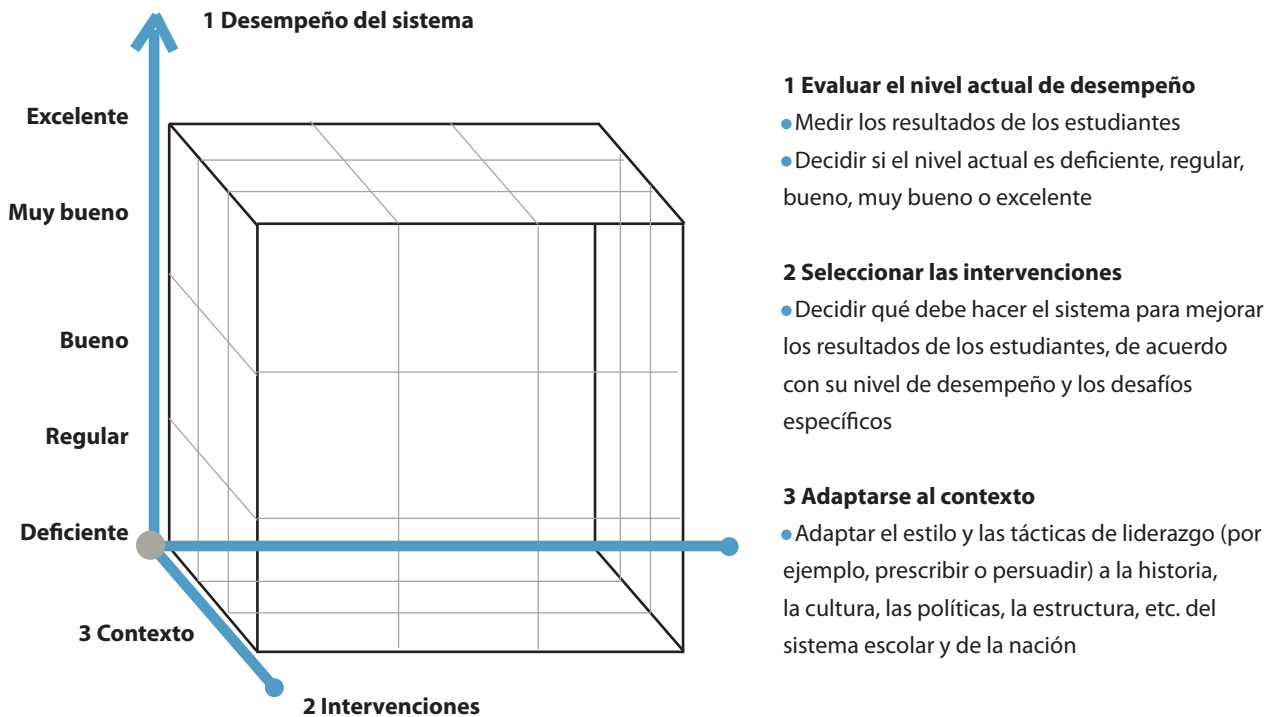 1 Desempeño del sistema
Excelente
Muy bueno
Bueno
Regular
Deficiente
3 Contexto
2 Intervenciones
1 Evaluar el nivel actual de desempeño
•Medir los resultados de los estudiantes
•Decidir si el nivel actual es deficiente, regular,
bueno, muy bueno o excelente
2 Seleccionar las intervenciones
•Decidir qué debe hacer el sistema para mejorar
los resultados de los estudiantes, de acuerdo
con su nivel de desempeño y los desafíos
específicos
3 Adaptarse al contexto
•Adaptar el estilo y las tácticas de liderazgo (por
ejemplo, prescribir o persuadir) a la historia,
la cultura, las políticas, la estructura, etc. del
sistema escolar y de la nación